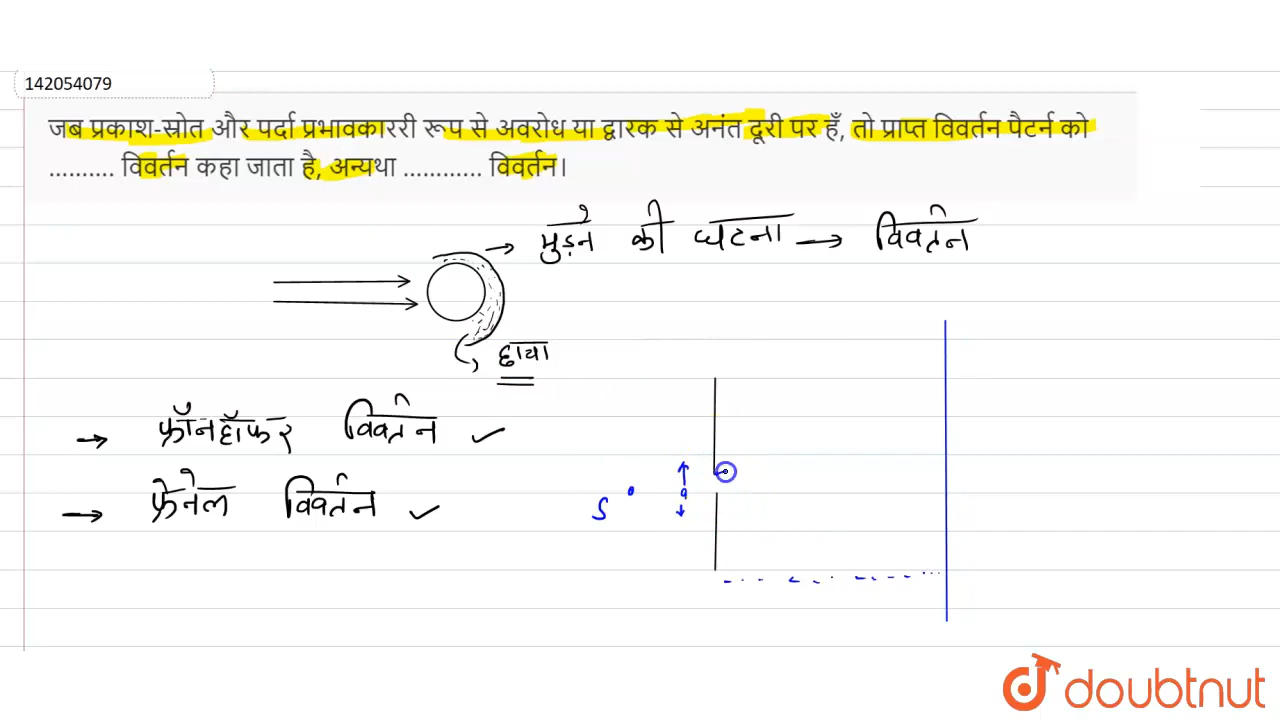 142054079
जब प्रकाश-स्रोत और पर्दा प्रभावकाररी रूप से अवरोध या द्वारक से अनंत दूरी पर हों, तो प्राप्त विवर्तन पैटर्न को
.......... विवर्तन कहा जाता है, अन्यथा ............ विवर्तन।
मुड़ने की घटना → विवर्तन
छाया
→ फ्रॉनहॉफर विवर्तन ✓
→ फ्रेनेल विवर्तन ✓
S
a
doubtnut